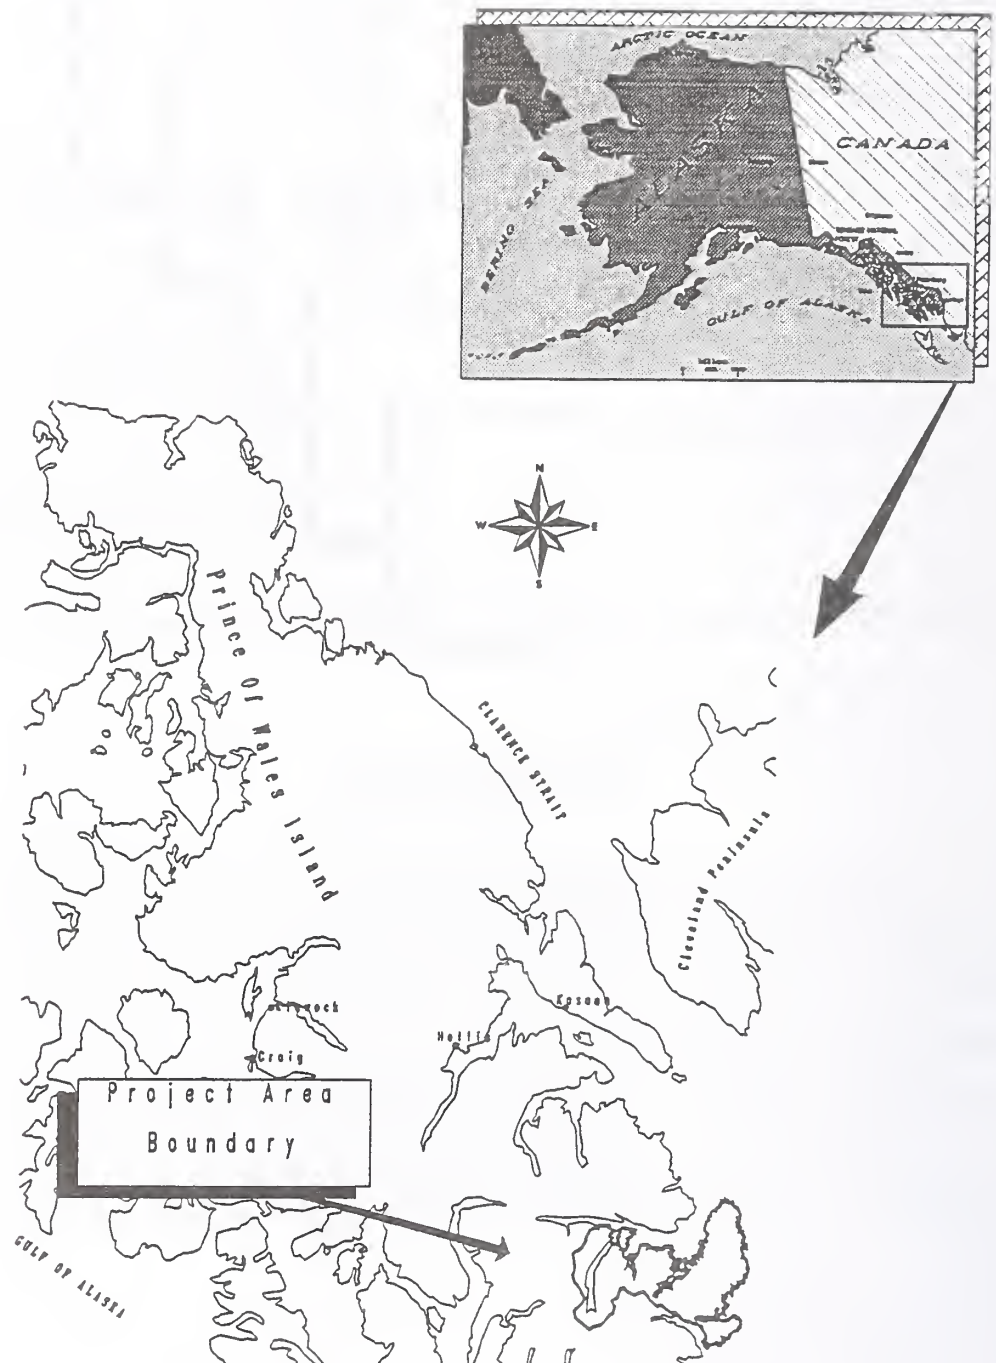 ARCTIC OCEAN
CANADA
BERING SEA
GULF OF ALASKA
N
W
E
S
Prince Of Wales Island
CLARENCE STRAIT
Cleveland Peninsula
Kasaan
Hollis
Craig
Project Area
Boundary
GULF OF ALASKA